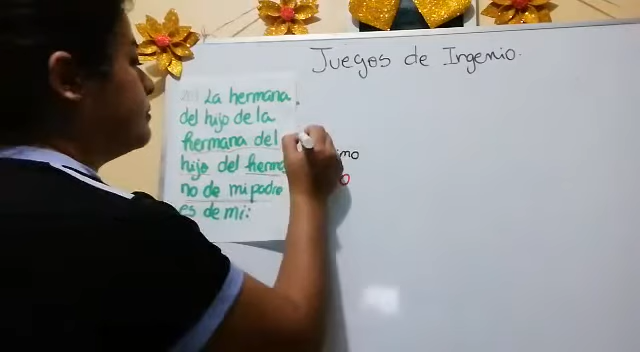 Juegos de Ingenio.
La hermana
del hijo de la
hermana del
hijo del herma
no de mi padre
es de mi: